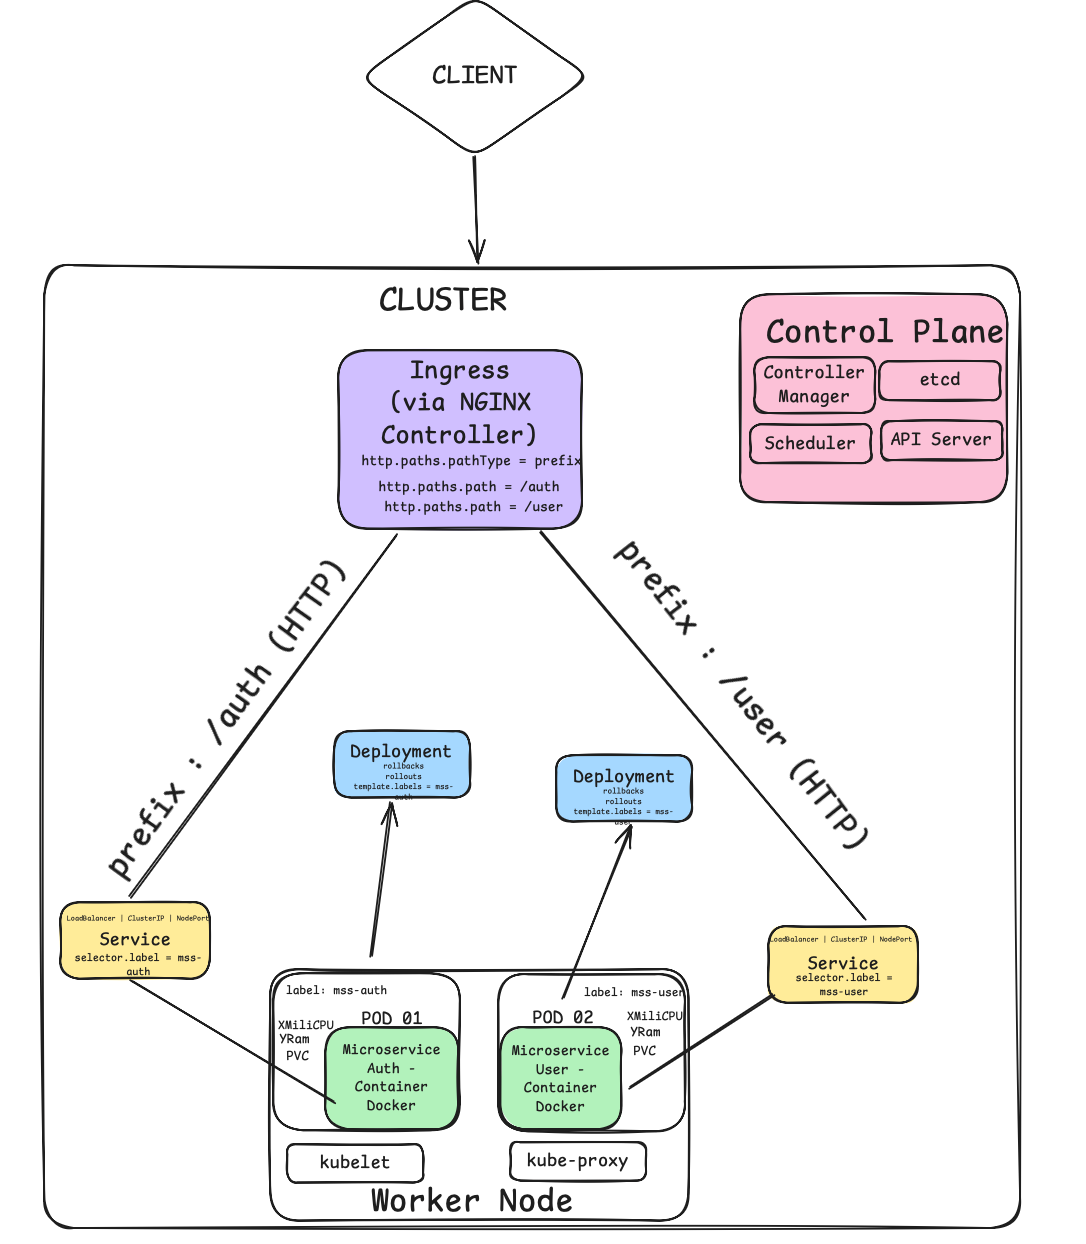 CLIENT
CLUSTER
Control Plane
Controller
Manager
etcd
Scheduler
API Server
Ingress
(via NGINX
Controller)
http.paths.pathType = prefix
http.paths.path = /auth
http.paths.path = /user
prefix : /auth (HTTP)
prefix : /user (HTTP)
Deployment
rollbacks
rollouts
template.labels = mss-
auth
Deployment
rollbacks
rollouts
template.labels = mss-
user
LoadBalancer | ClusterIP | NodePort
Service
selector.label = mss-
auth
LoadBalancer | ClusterIP | NodePort
Service
selector.label =
mss-user
label: mss-auth
POD 01
XMiliCPU
YRam
PVC
Microservice
Auth -
Container
Docker
label: mss-user
POD 02
XMiliCPU
YRam
PVC
Microservice
User -
Container
Docker
kubelet
kube-proxy
Worker Node